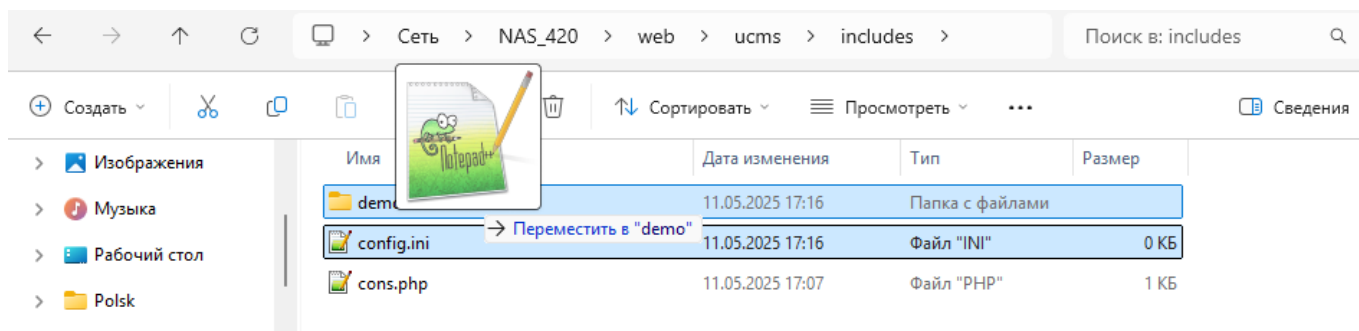 Сеть > NAS_420 > web > ucms > includes > Поиск в: includes
Создать Сортировать Просмотреть ... Сведения
Имя Дата изменения Тип Размер
Изображения
Музыка
Рабочий стол
Polsk
Notepad++
demo 11.05.2025 17:16 Папка с файлами
→ Переместить в "demo"
config.ini 11.05.2025 17:16 Файл "INI" 0 КБ
cons.php 11.05.2025 17:07 Файл "PHP" 1 КБ